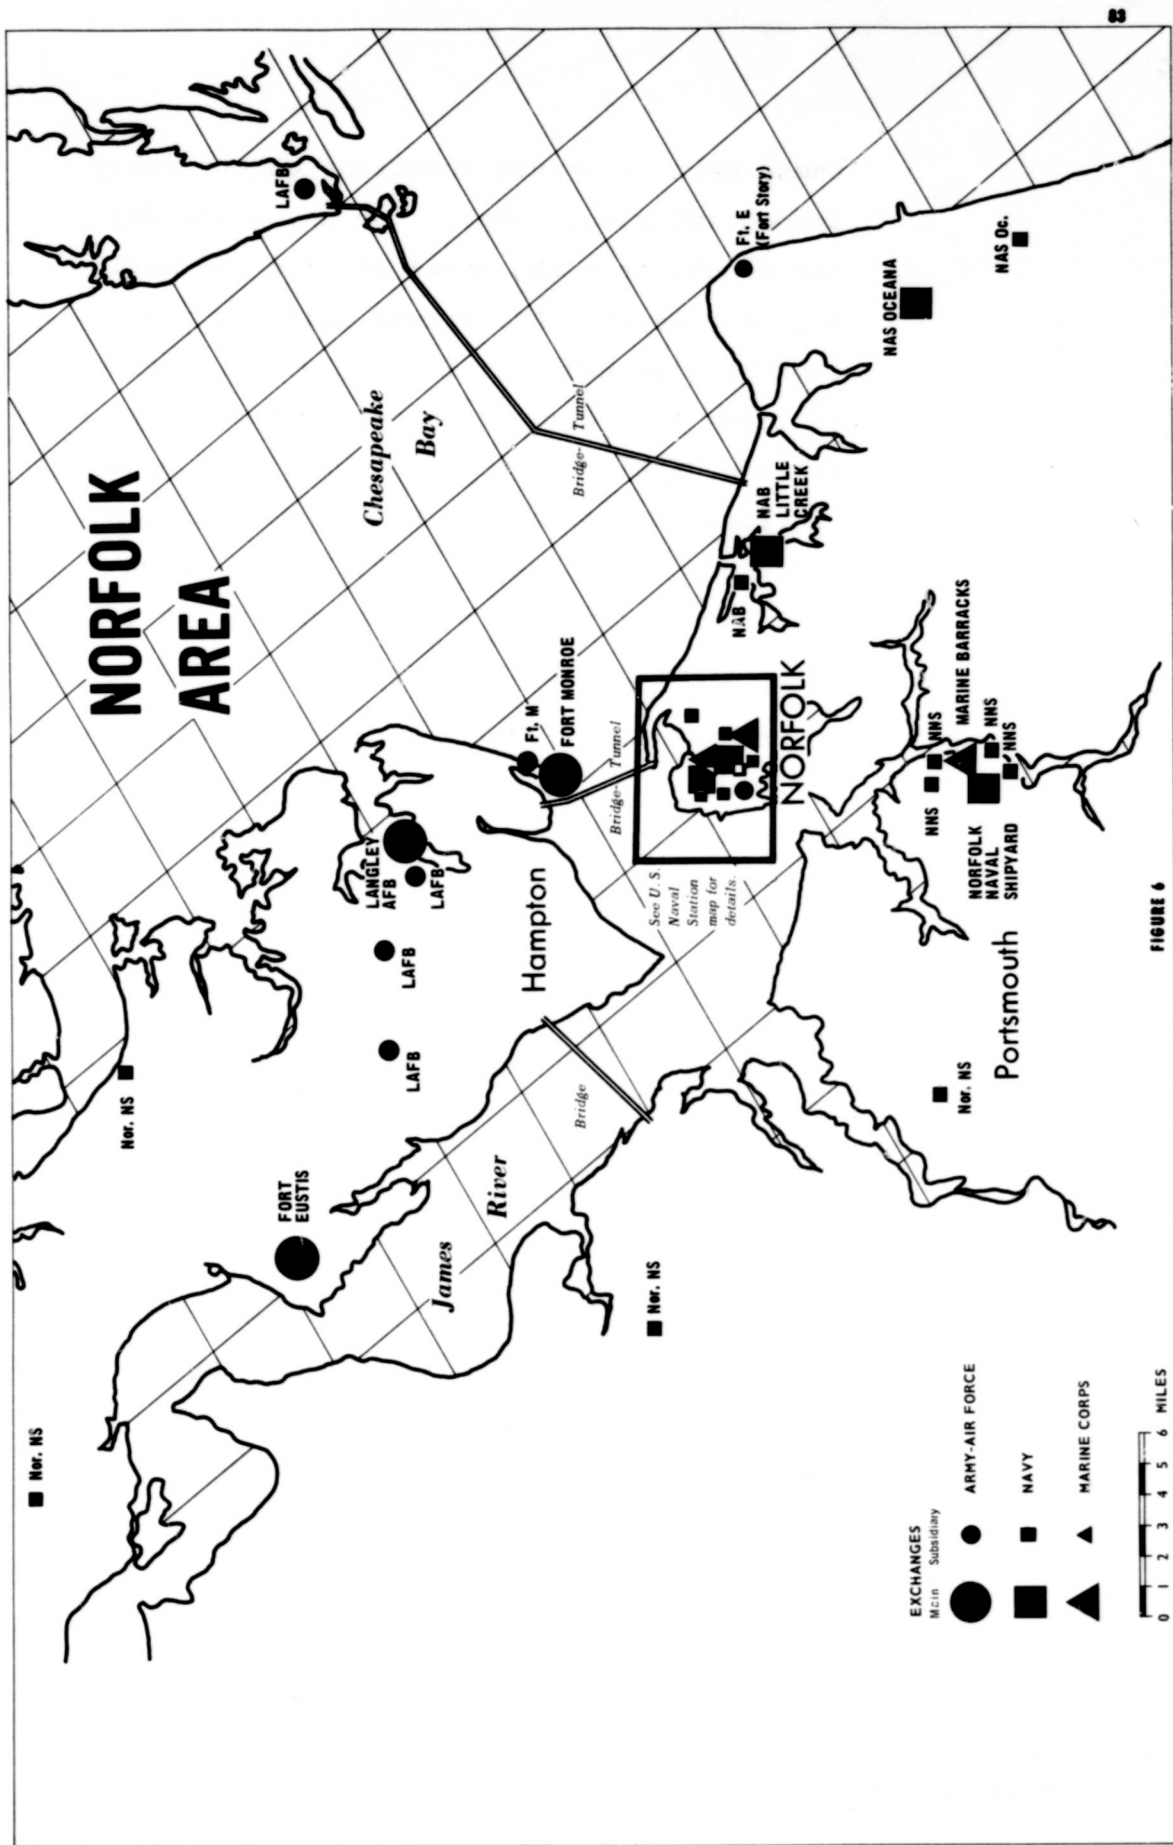 83
NORFOLK
AREA
Nor. NS
Nor. NS
FORT
EUSTIS
LAFB
LAFB
LANGLEY
AFB
LAFB
LAFB
Chesapeake
Bay
James
River
Bridge
Hampton
Ft. M
FORT MONROE
Bridge-Tunnel
Bridge-Tunnel
Nor. NS
See U. S.
Naval
Station
map for
details.
NORFOLK
NAB
NAB
LITTLE
CREEK
Ft. E
(Fort Story)
NAS OCEANA
NAS Oc.
Nor. NS
Portsmouth
NNS
NNS
MARINE BARRACKS
NORFOLK
NAVAL
SHIPYARD
NNS
NNS
EXCHANGES
Main Subsidiary
ARMY-AIR FORCE
NAVY
MARINE CORPS
0 1 2 3 4 5 6 MILES
FIGURE 6